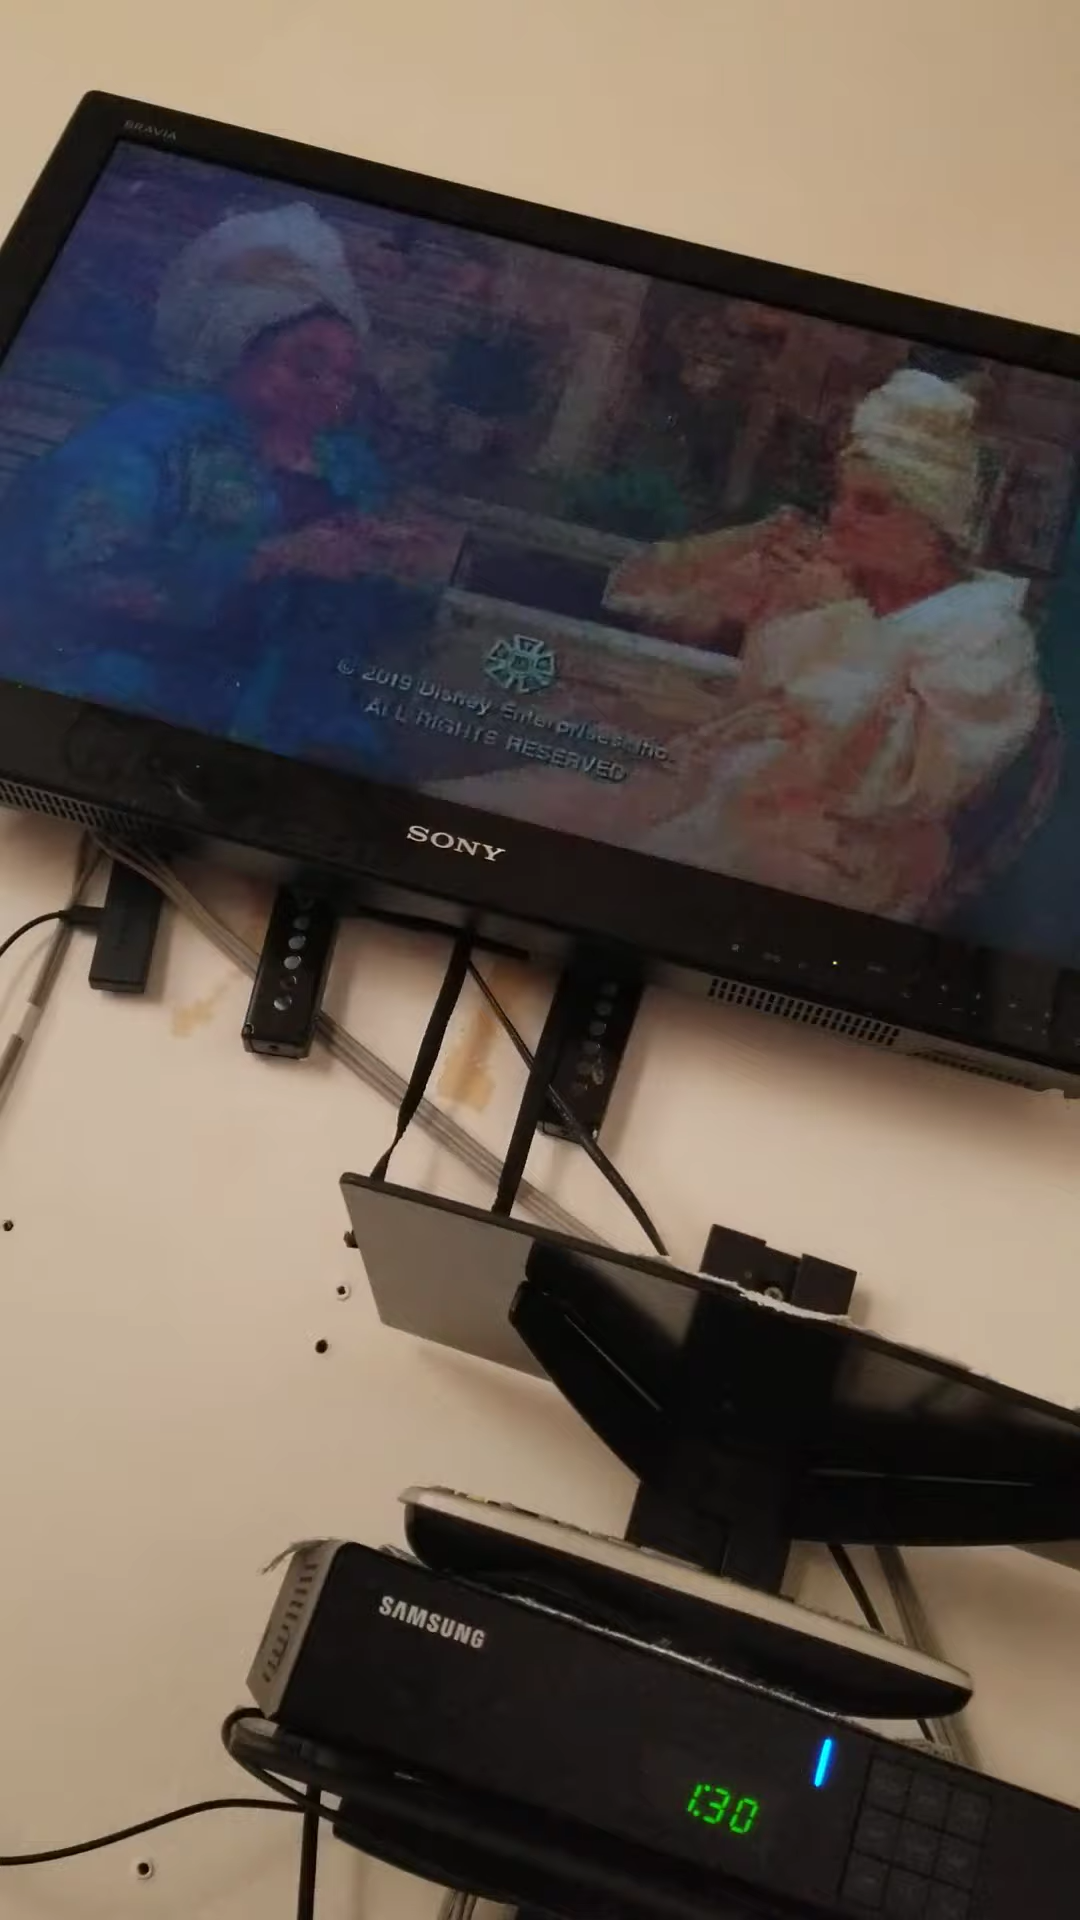 BRAVIA
© 2019 Disney Enterprises, Inc.
ALL RIGHTS RESERVED
SONY
SAMSUNG
1:30